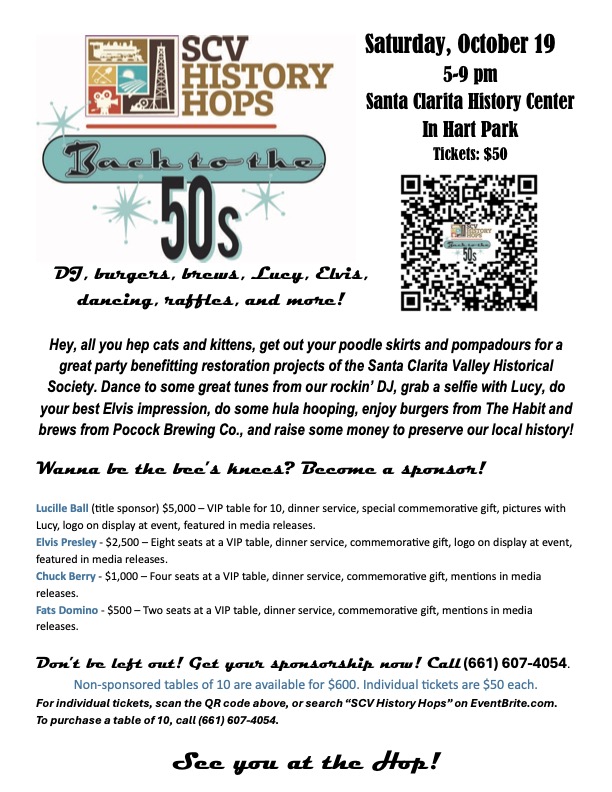 SCV
HISTORY
HOPS
Back to the
50s
Saturday, October 19
5-9 pm
Santa Clarita History Center
In Hart Park
Tickets: $50
SCV
HISTORY
HOPS
Back to the
50s
DJ, burgers, brews, Lucy, Elvis,
dancing, raffles, and more!
Hey, all you hep cats and kittens, get out your poodle skirts and pompadours for a
great party benefitting restoration projects of the Santa Clarita Valley Historical
Society. Dance to some great tunes from our rockin’ DJ, grab a selfie with Lucy, do
your best Elvis impression, do some hula hooping, enjoy burgers from The Habit and
brews from Pocock Brewing Co., and raise some money to preserve our local history!
Wanna be the bee’s knees? Become a sponsor!
Lucille Ball (title sponsor) $5,000 – VIP table for 10, dinner service, special commemorative gift, pictures with
Lucy, logo on display at event, featured in media releases.
Elvis Presley - $2,500 – Eight seats at a VIP table, dinner service, commemorative gift, logo on display at event,
featured in media releases.
Chuck Berry - $1,000 – Four seats at a VIP table, dinner service, commemorative gift, mentions in media
releases.
Fats Domino - $500 – Two seats at a VIP table, dinner service, commemorative gift, mentions in media
releases.
Don’t be left out! Get your sponsorship now! Call (661) 607-4054.
Non-sponsored tables of 10 are available for $600. Individual tickets are $50 each.
For individual tickets, scan the QR code above, or search “SCV History Hops” on EventBrite.com.
To purchase a table of 10, call (661) 607-4054.
See you at the Hop!